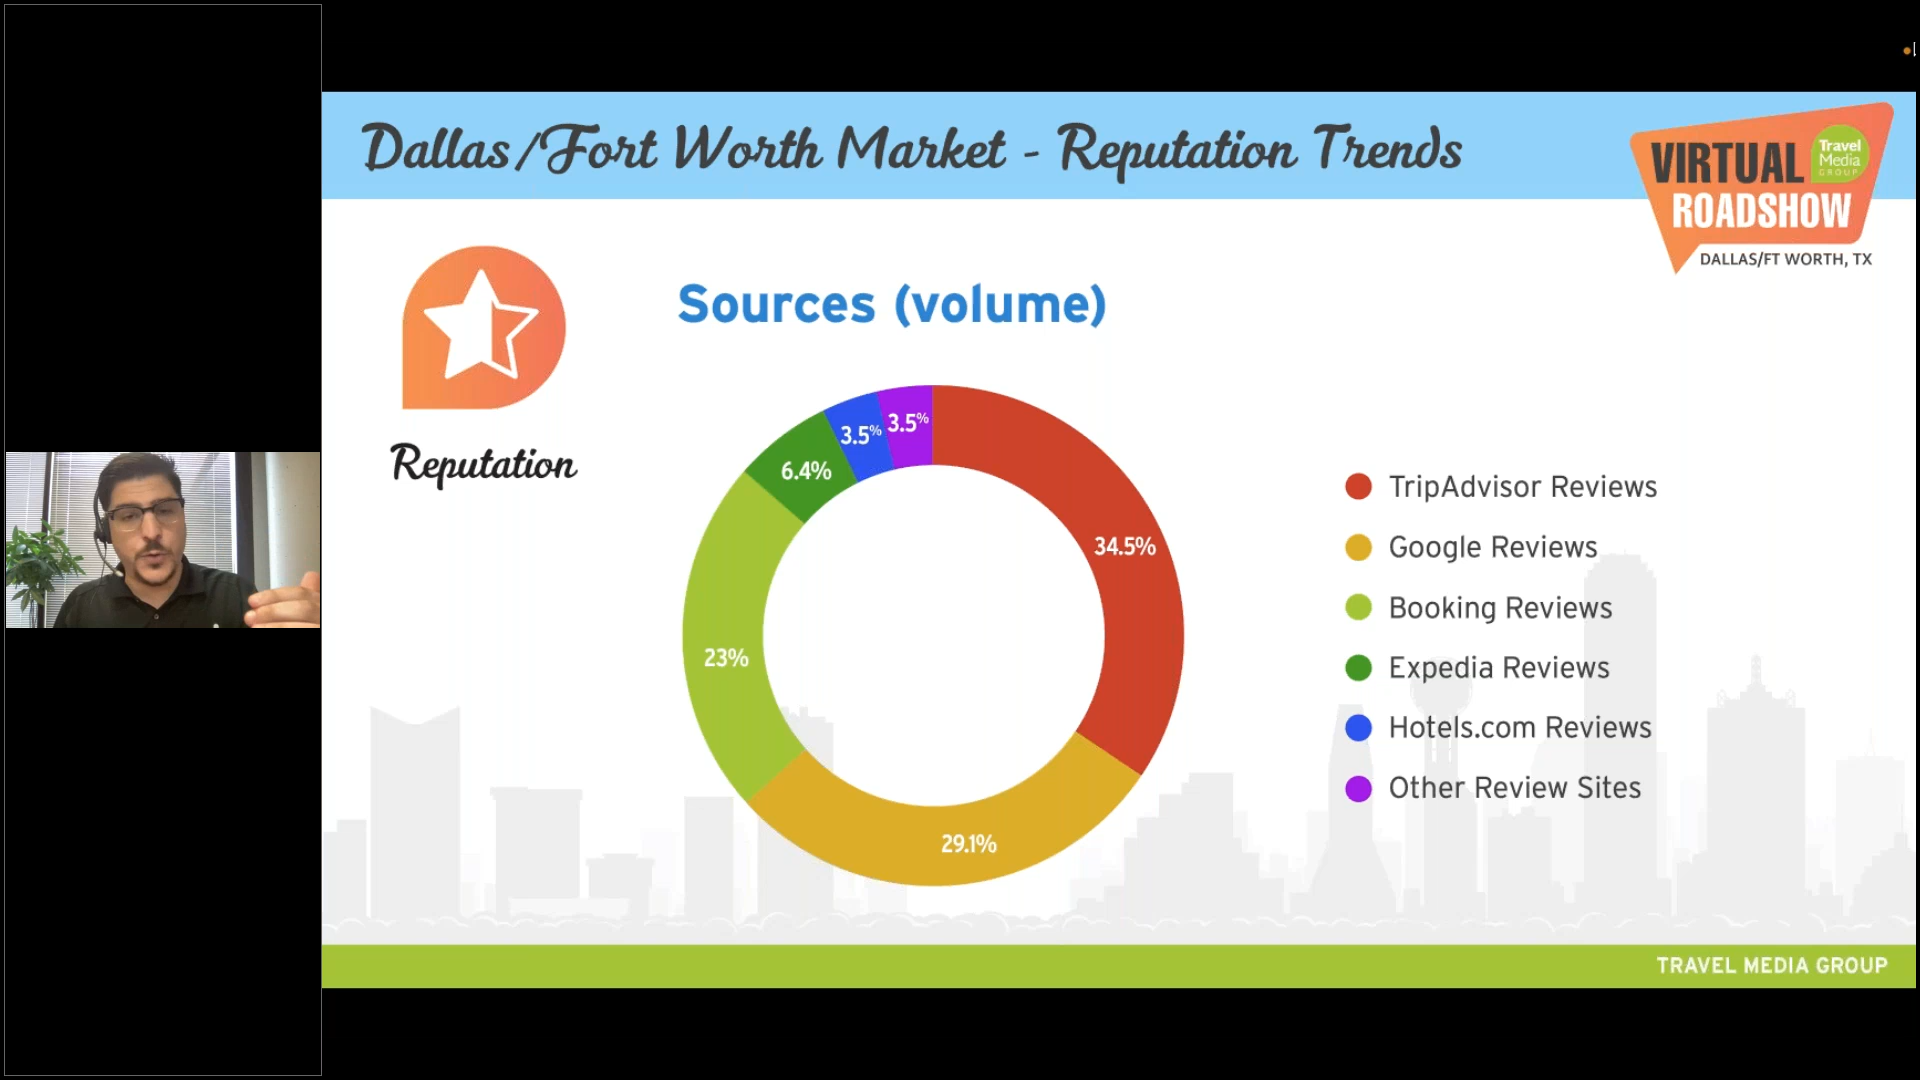 Dallas/Fort Worth Market - Reputation Trends
VIRTUAL
Travel
Media
GROUP
ROADSHOW
DALLAS/FT WORTH, TX
Reputation
Sources (volume)
3.5%
3.5%
6.4%
34.5%
23%
29.1%
TripAdvisor Reviews
Google Reviews
Booking Reviews
Expedia Reviews
Hotels.com Reviews
Other Review Sites
TRAVEL MEDIA GROUP